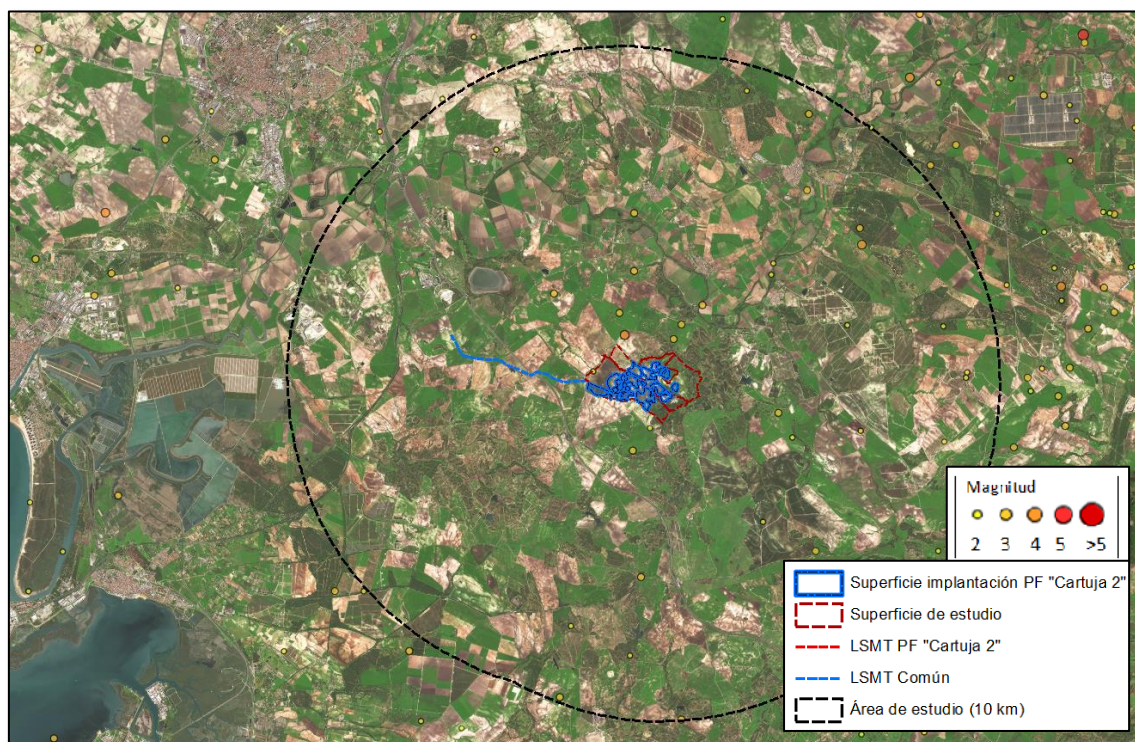 Magnitud
2 3 4 5 >5
Superficie implantación PF "Cartuja 2"
Superficie de estudio
LSMT PF "Cartuja 2"
LSMT Común
Área de estudio (10 km)